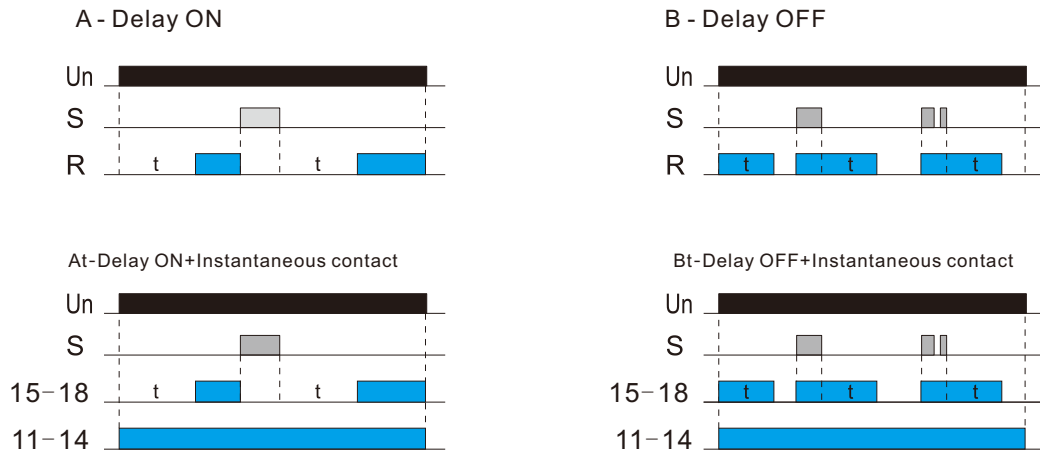 A - Delay ON
Un
S
R t t
B - Delay OFF
Un
S
R t t t
At-Delay ON+Instantaneous contact
Un
S
15-18 t t
11-14
Bt-Delay OFF+Instantaneous contact
Un
S
15-18 t t t
11-14